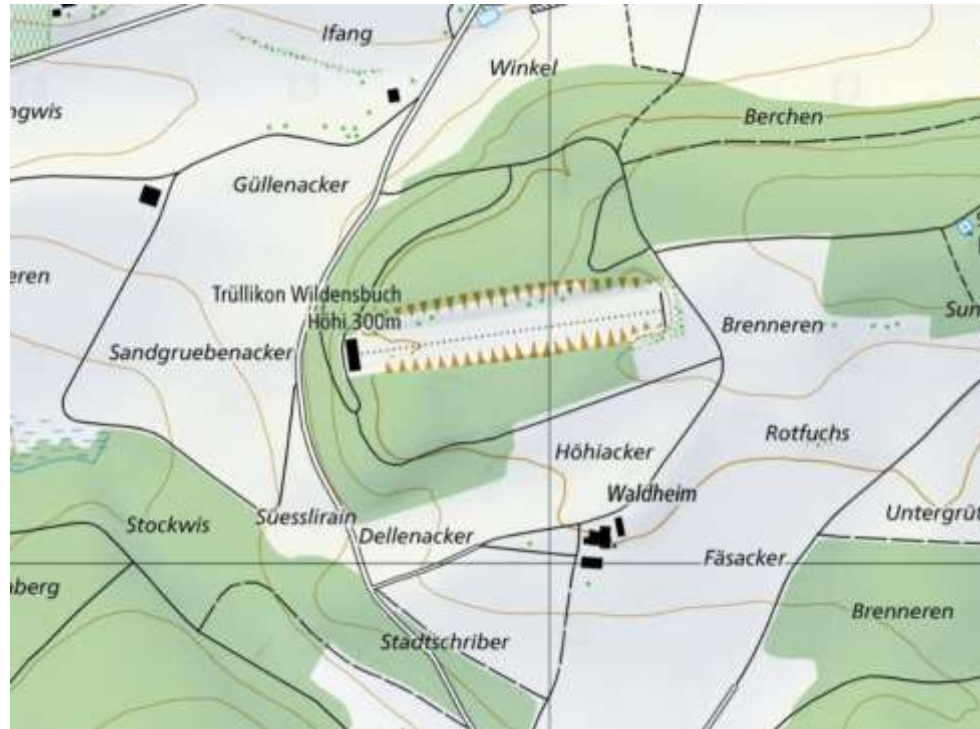 Ifang
Winkel
Berchen
Güllenacker
Trüllikon Wildensbuch
Höhi 300m
Brenneren
Sandgruebenacker
Rotfuchs
Höhiacker
Waldheim
Stockwis
Süesslirain
Dellenacker
Fäsacker
Brenneren
Stadtschriber